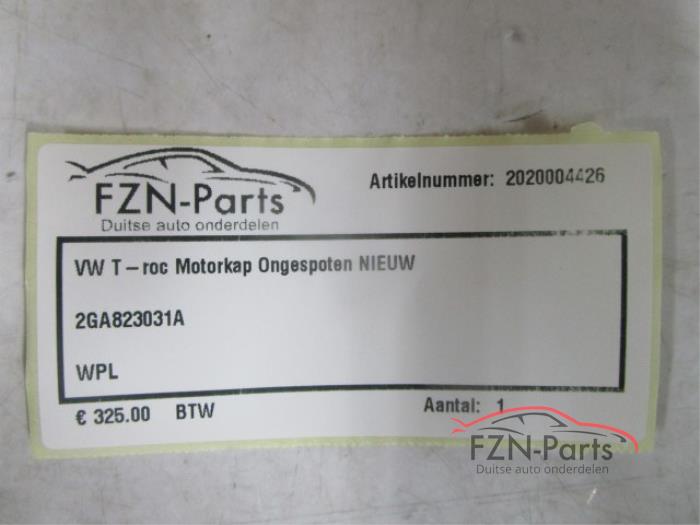 FZN-Parts
Duitse auto onderdelen
Artikelnummer: 2020004426
VW T-roc Motorkap Ongespoten NIEUW
2GA823031A
WPL
€ 325.00 BTW
Aantal: 1
FZN-Parts
Duitse auto onderdelen